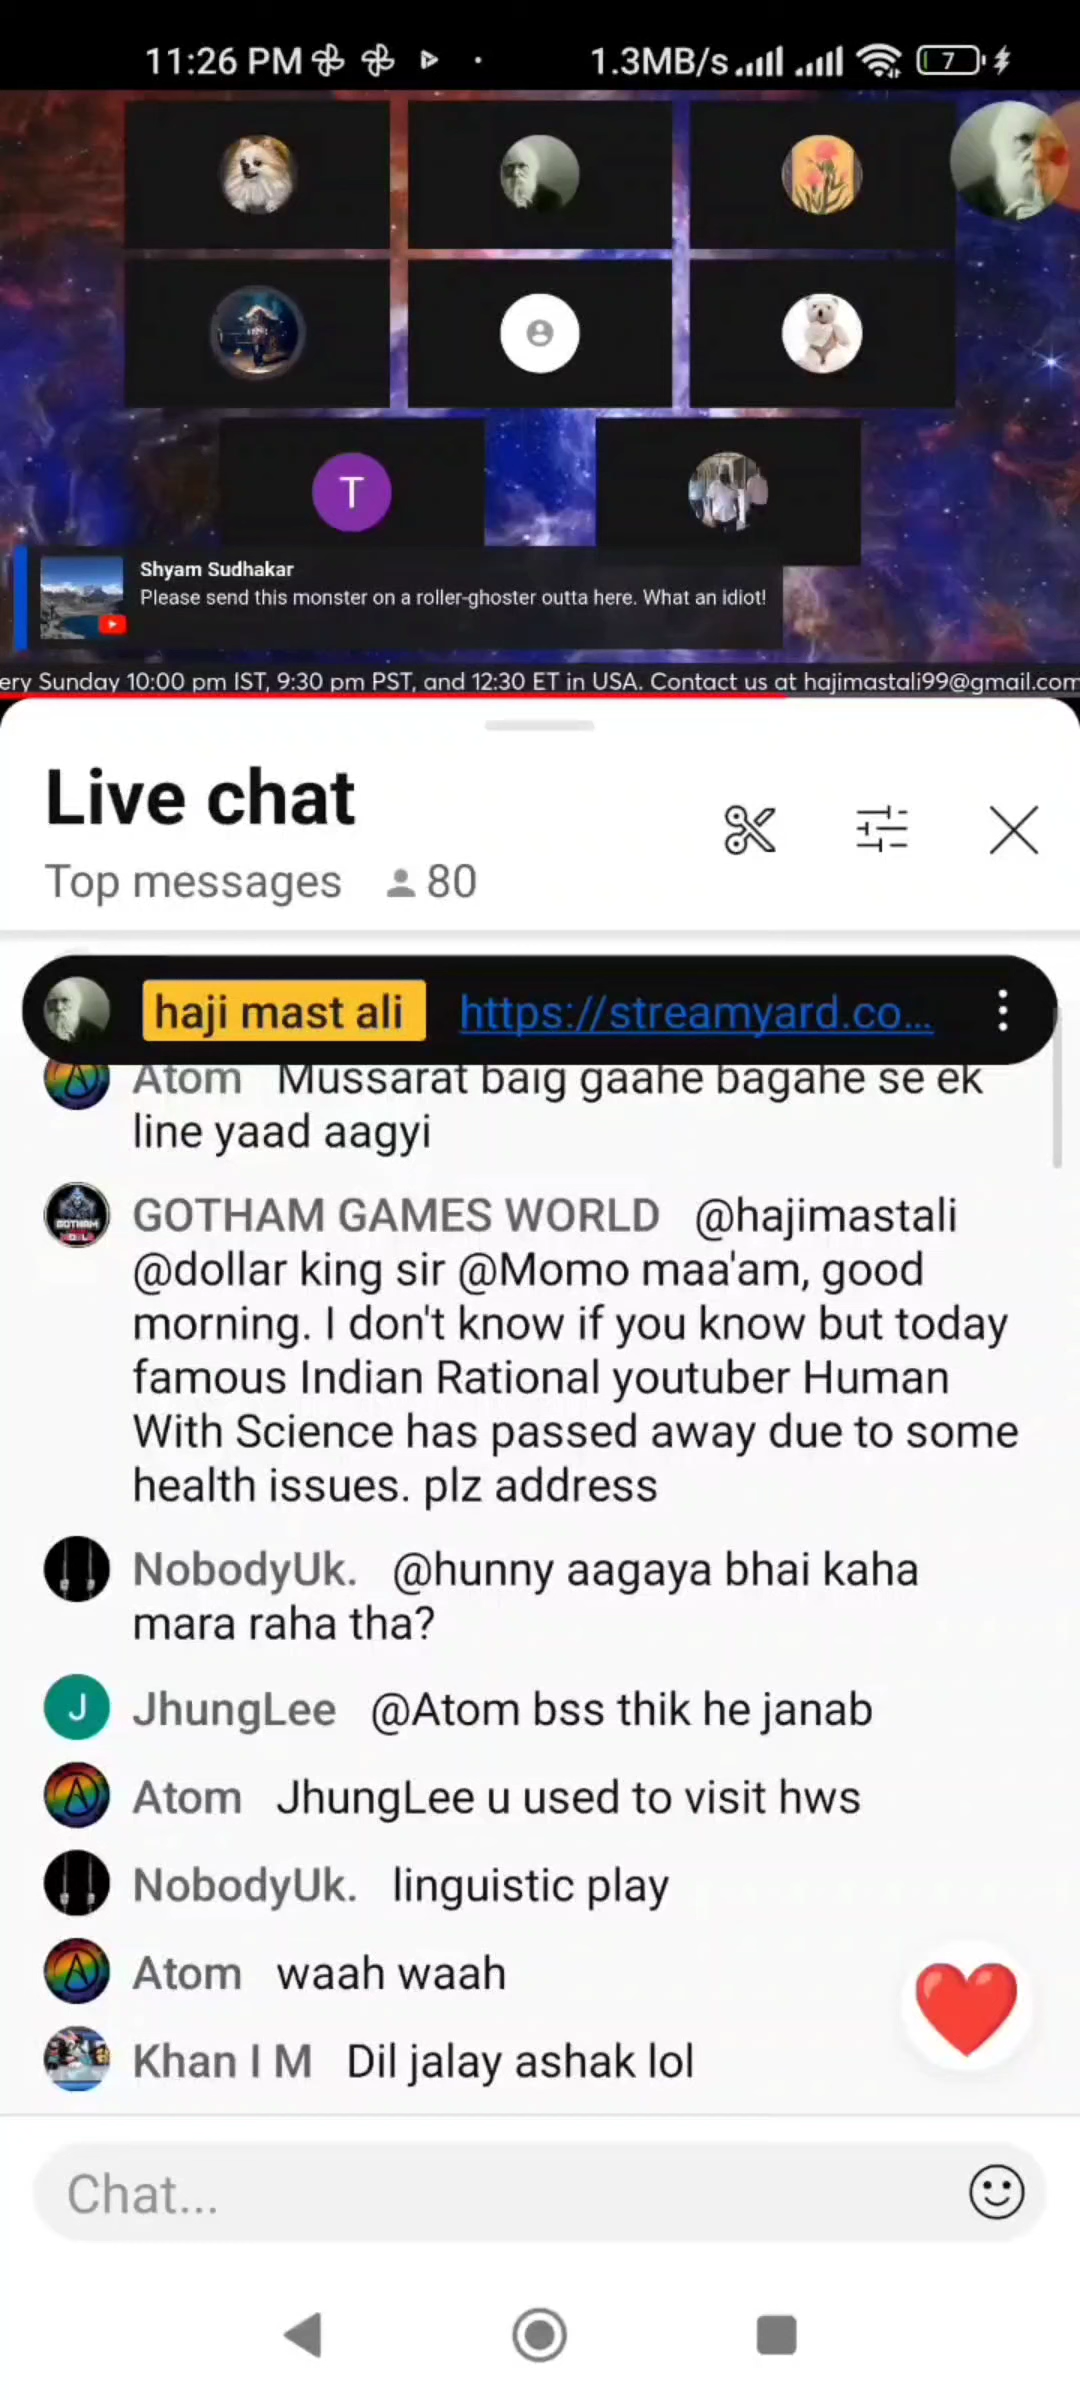 11:26 PM
1.3MB/s
7
T
Shyam Sudhakar
Please send this monster on a roller-ghoster outta here. What an idiot!
ery Sunday 10:00 pm IST, 9:30 pm PST, and 12:30 ET in USA. Contact us at hajimastali99@gmail.com
Live chat
Top messages 80
haji mast ali https://streamyard.co...
Atom Mussarat baig gaahe bagahe se ek
line yaad aagyi
GOTHAM
GOTHAM GAMES WORLD @hajimastali
@dollar king sir @Momo maa'am, good
morning. I don't know if you know but today
famous Indian Rational youtuber Human
With Science has passed away due to some
health issues. plz address
NobodyUk. @hunny aagaya bhai kaha
mara raha tha?
J
JhungLee @Atom bss thik he janab
Atom JhungLee u used to visit hws
NobodyUk. linguistic play
Atom waah waah
Khan I M Dil jalay ashak lol
Chat...